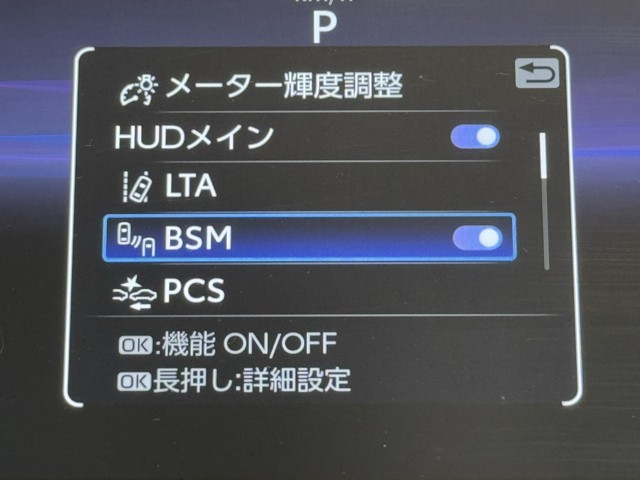 P
メーター輝度調整
HUDメイン
LTA
BSM
PCS
OK:機能 ON/OFF
OK長押し:詳細設定